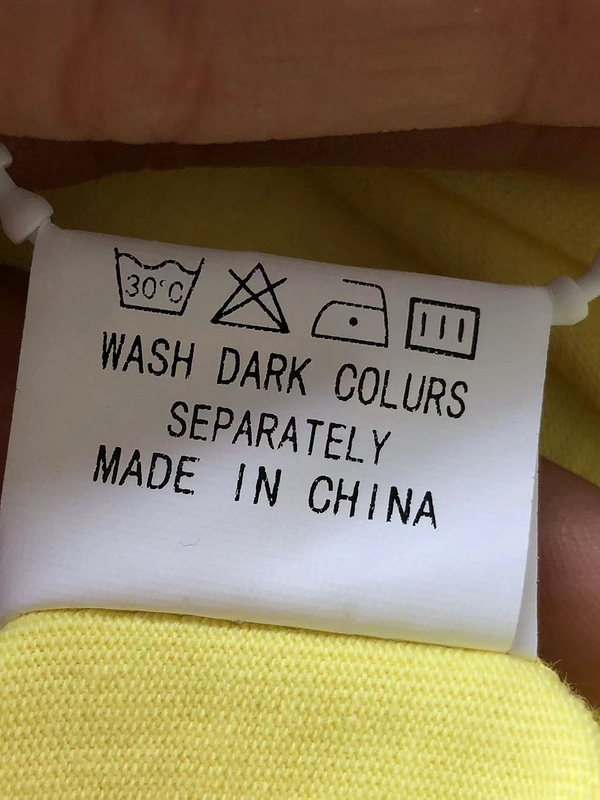 30°C
WASH DARK COLURS
SEPARATELY
MADE IN CHINA